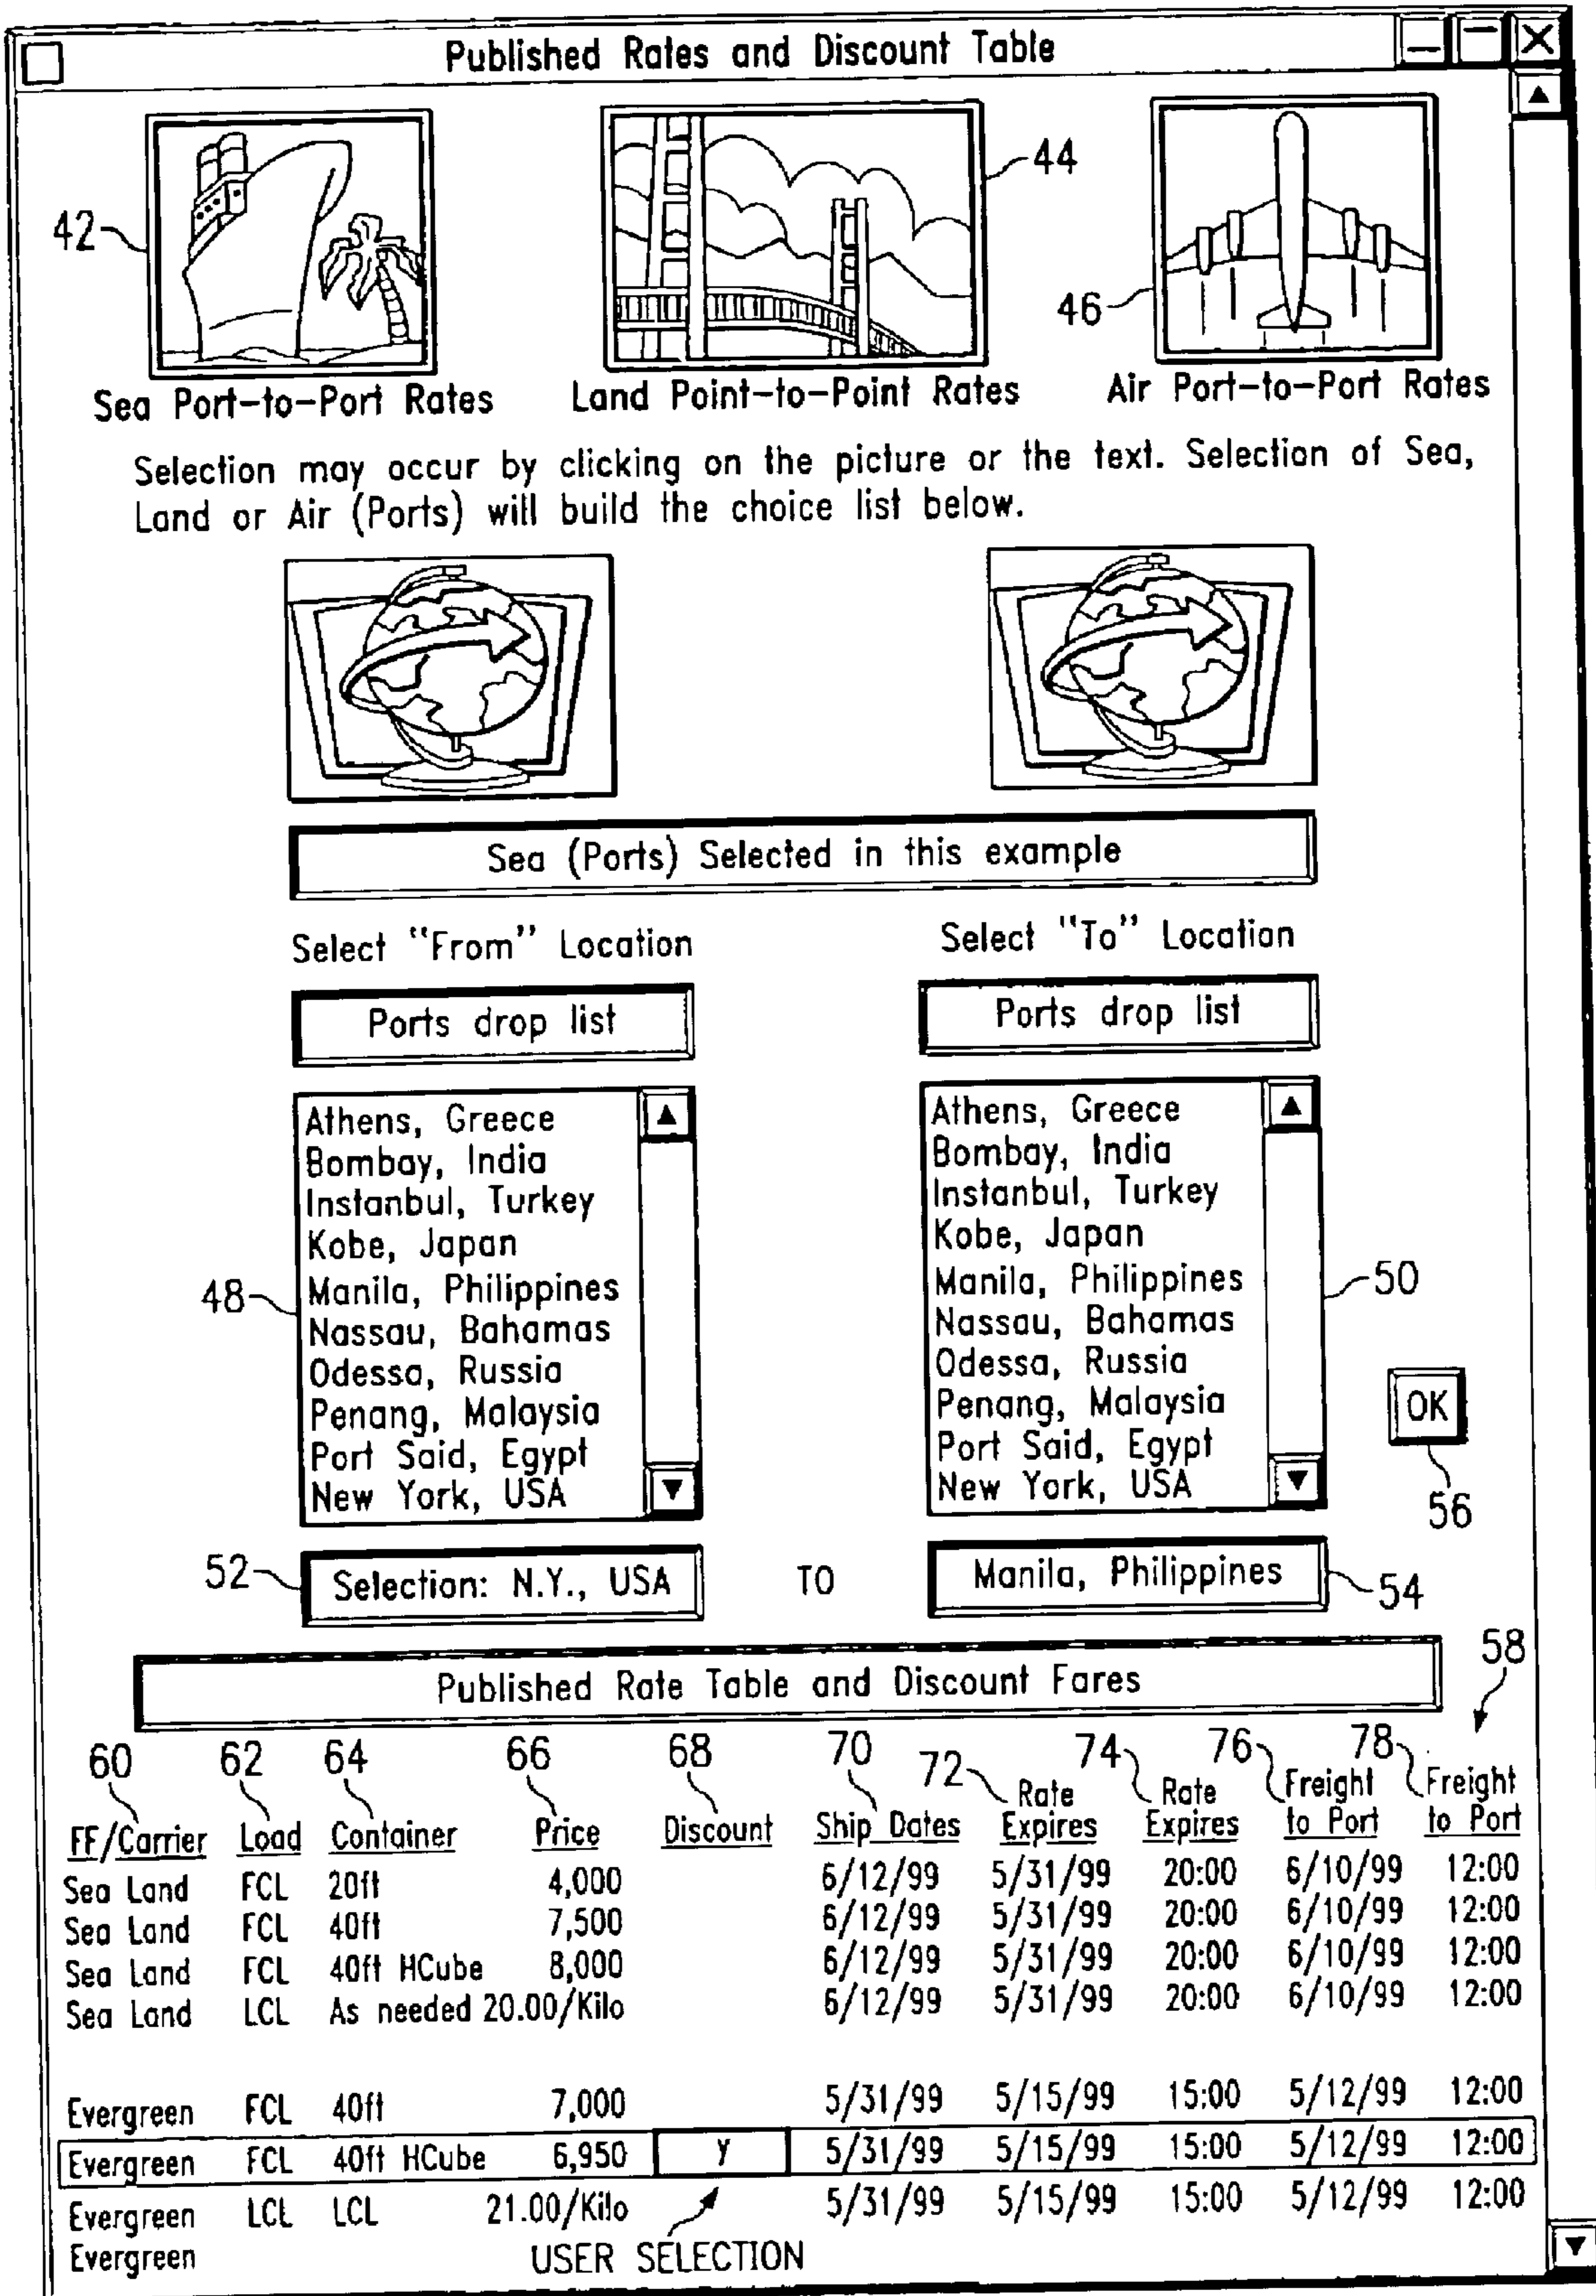 Published Rates and Discount Table
42
44
46
Sea Port-to-Port Rates
Land Point-to-Point Rates
Air Port-to-Port Rates
Selection may occur by clicking on the picture or the text. Selection of Sea,
Land or Air (Ports) will build the choice list below.
Sea (Ports) Selected in this example
Select "From" Location
Select "To" Location
Ports drop list
Ports drop list
Athens, Greece
Bombay, India
Instanbul, Turkey
Kobe, Japan
Manila, Philippines
Nassau, Bahamas
Odessa, Russia
Penang, Malaysia
Port Said, Egypt
New York, USA
48
Athens, Greece
Bombay, India
Instanbul, Turkey
Kobe, Japan
Manila, Philippines
Nassau, Bahamas
Odessa, Russia
Penang, Malaysia
Port Said, Egypt
New York, USA
50
OK
56
52
Selection: N.Y., USA
TO
Manila, Philippines
54
58
Published Rate Table and Discount Fares
60 62 64 66 68 70 72 74 76 78
FF/Carrier Load Container Price Discount Ship Dates Rate Expires Rate Expires Freight to Port Freight to Port
Sea Land FCL 20ft 4,000 6/12/99 5/31/99 20:00 6/10/99 12:00
Sea Land FCL 40ft 7,500 6/12/99 5/31/99 20:00 6/10/99 12:00
Sea Land FCL 40ft HCube 8,000 6/12/99 5/31/99 20:00 6/10/99 12:00
Sea Land LCL As needed 20.00/Kilo 6/12/99 5/31/99 20:00 6/10/99 12:00
Evergreen FCL 40ft 7,000 5/31/99 5/15/99 15:00 5/12/99 12:00
Evergreen FCL 40ft HCube 6,950 y 5/31/99 5/15/99 15:00 5/12/99 12:00
Evergreen LCL LCL 21.00/Kilo 5/31/99 5/15/99 15:00 5/12/99 12:00
Evergreen
USER SELECTION